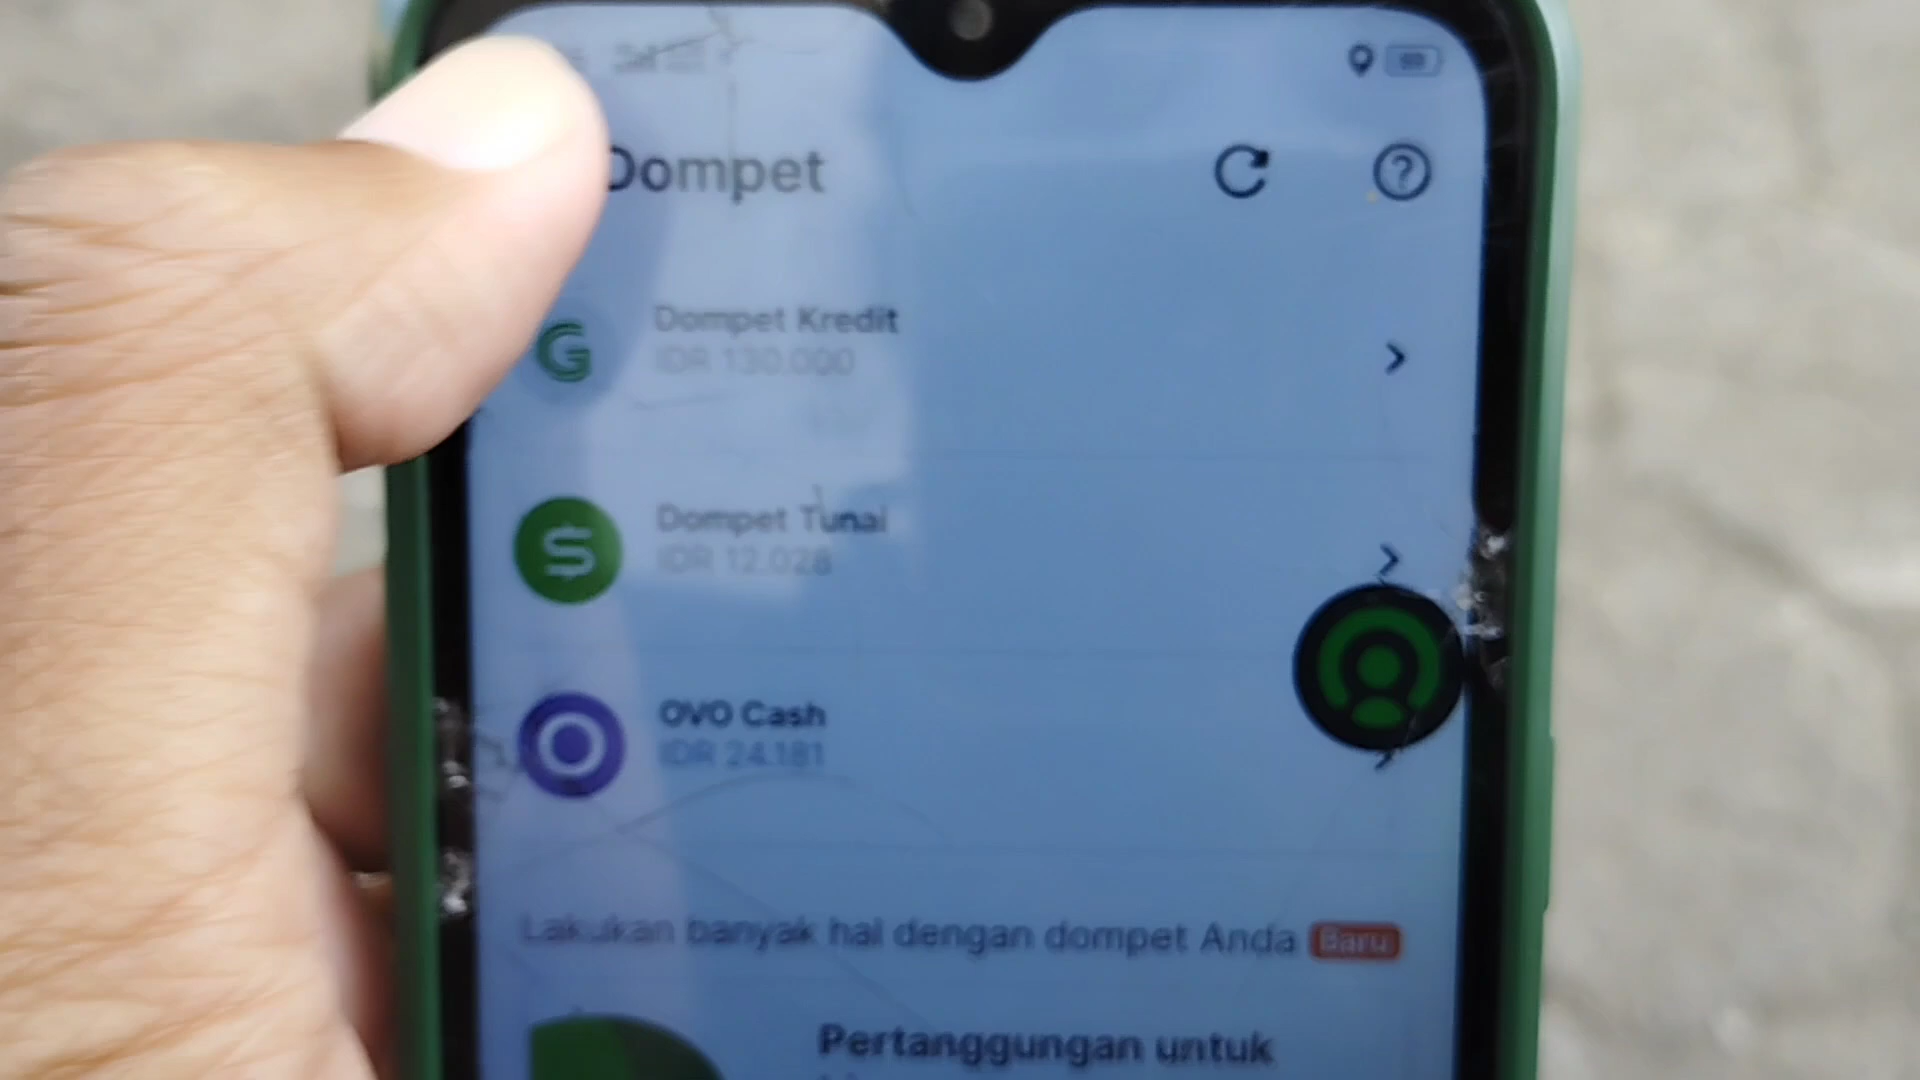 Dompet
Dompet Kredit
IDR 130.000
Dompet Tunai
IDR 12.028
OVO Cash
IDR 24.181
Lakukan banyak hal dengan dompet Anda Baru
Pertanggungan untuk